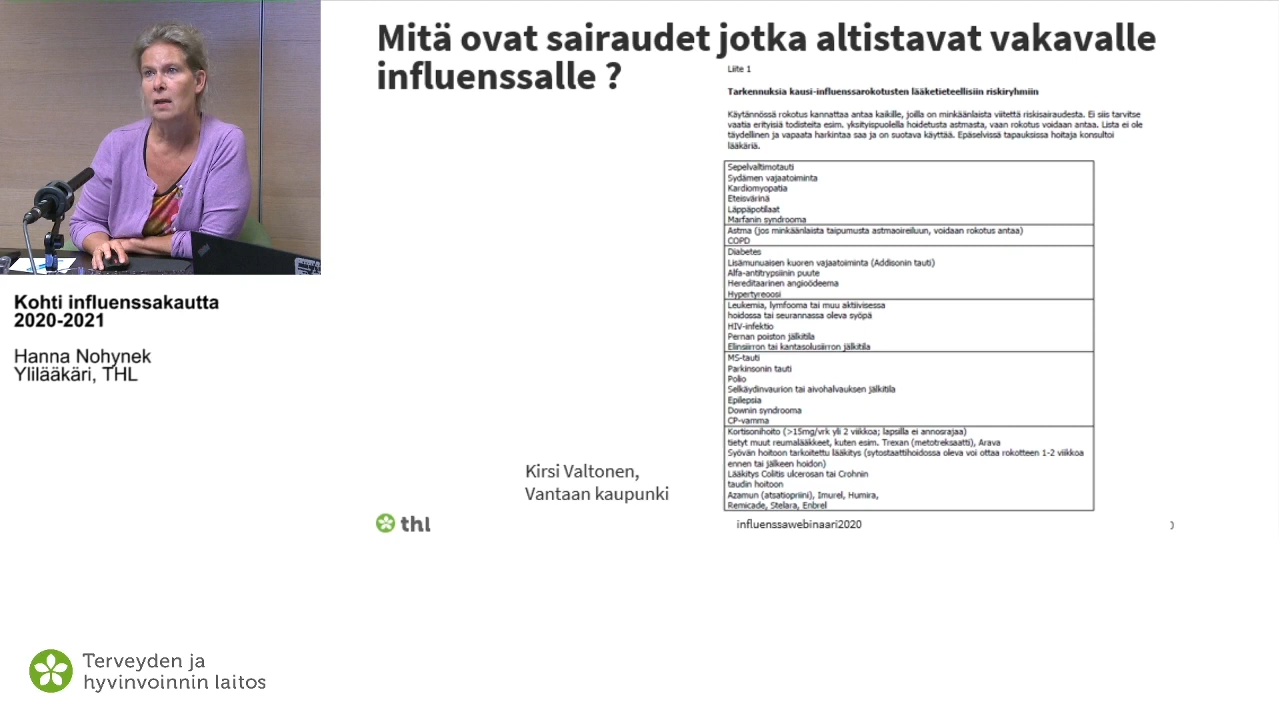 Mitä ovat sairaudet jotka altistavat vakavalle
influenssalle ?
Liite 1
Tarkennuksia kausi-influenssarokotusten lääketieteellisiin riskiryhmiin
Käytännössä rokotus kannattaa antaa kaikille, joilla on minkäänlaista viitettä riskisairaudesta. Ei siis tarvitse
vaatia erityisiä todisteita esim. yksityispuolella hoidetusta astmasta, vaan rokotus voidaan antaa. Lista ei ole
täydellinen ja vapaata harkintaa saa ja on suotava käyttää. Epäselvissä tapauksissa hoitaja konsultoi
lääkäriä.
Sepelvaltimotauti
Sydämen vajaatoiminta
Kardiomyopatia
Eteisvärinä
Läppäpotilaat
Marfanin syndrooma
Astma (jos minkäänlaista taipumusta astmaoireiluun, voidaan rokotus antaa)
COPD
Diabetes
Lisämunuaisen kuoren vajaatoiminta (Addisonin tauti)
Alfa-antitrypsiinin puute
Hereditaarinen angioödeema
Hypertyreoosi
Leukemia, lymfooma tai muu aktiivisessa
hoidossa tai seurannassa oleva syöpä
HIV-infektio
Pernan poiston jälkitila
Elinsiirron tai kantasolusiirron jälkitila
MS-tauti
Parkinsonin tauti
Polio
Selkäydinvaurion tai aivohalvauksen jälkitila
Epilepsia
Downin syndrooma
CP-vamma
Kortisonihoito (>15mg/vrk yli 2 viikkoa; lapsilla ei annosrajaa)
tietyt muut reumalääkkeet, kuten esim. Trexan (metotreksaatti), Arava
Syövän hoitoon tarkoitettu lääkitys (sytostaattihoidossa oleva voi ottaa rokotteen 1-2 viikkoa
ennen tai jälkeen hoidon)
Lääkitys Colitis ulcerosan tai Crohnin
taudin hoitoon
Azamun (atsatiopriini), Imurel, Humira,
Remicade, Stelara, Enbrel
Kirsi Valtonen,
Vantaan kaupunki
thl
influenssawebinaari2020
Kohti influenssakautta
2020-2021
Hanna Nohynek
Ylilääkäri, THL
Terveyden ja
hyvinvoinnin laitos